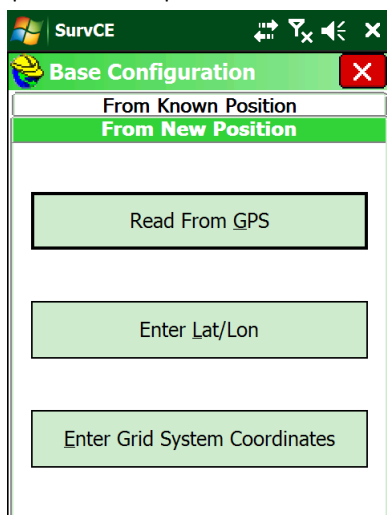 SurvCE
Base Configuration
From Known Position
From New Position
Read From GPS
Enter Lat/Lon
Enter Grid System Coordinates